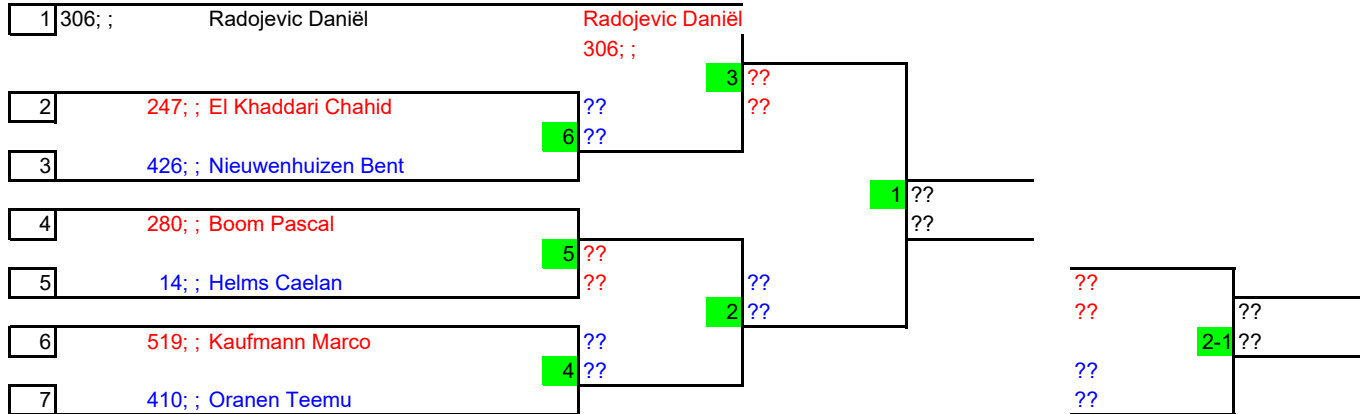 1 306; ; Radojevic Daniël Radojevic Daniël
306; ;
3 ??
2 247; ; El Khaddari Chahid ?? ??
6 ??
3 426; ; Nieuwenhuizen Bent
1 ??
4 280; ; Boom Pascal ??
5 ??
5 14; ; Helms Caelan ?? ?? ??
2 ?? ?? ??
6 519; ; Kaufmann Marco ?? 2-1 ??
4 ?? ??
7 410; ; Oranen Teemu ??